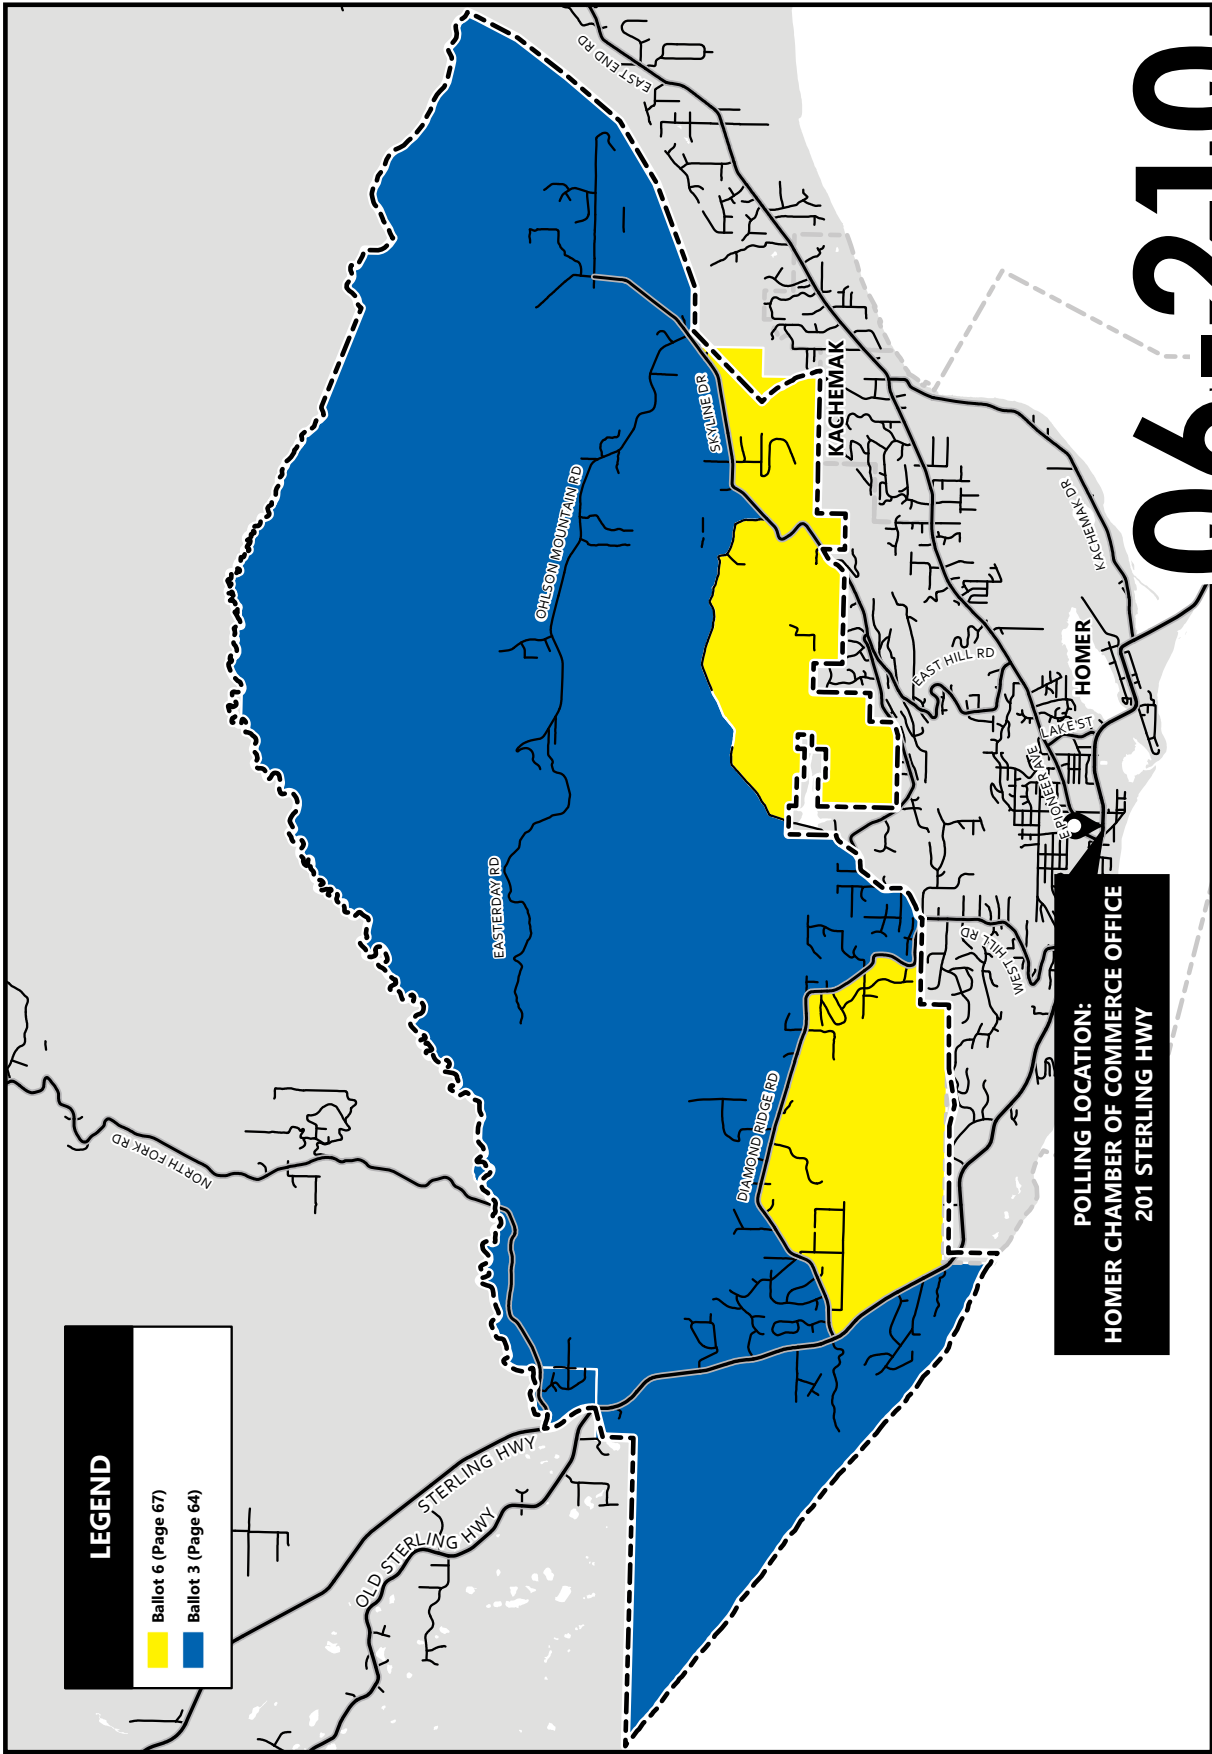 LEGEND
Ballot 6 (Page 67)
Ballot 3 (Page 64)
06-210
EAST END RD
SKYLINE DR
KACHEMAK
OHLSON MOUNTAIN RD
KACHEMAK DR
EAST HILL RD
HOMER
LAKE ST
E PIONEER AVE
EASTERDAY RD
WEST HILL RD
DIAMOND RIDGE RD
NORTH FORK RD
STERLING HWY
OLD STERLING HWY
POLLING LOCATION:
HOMER CHAMBER OF COMMERCE OFFICE
201 STERLING HWY